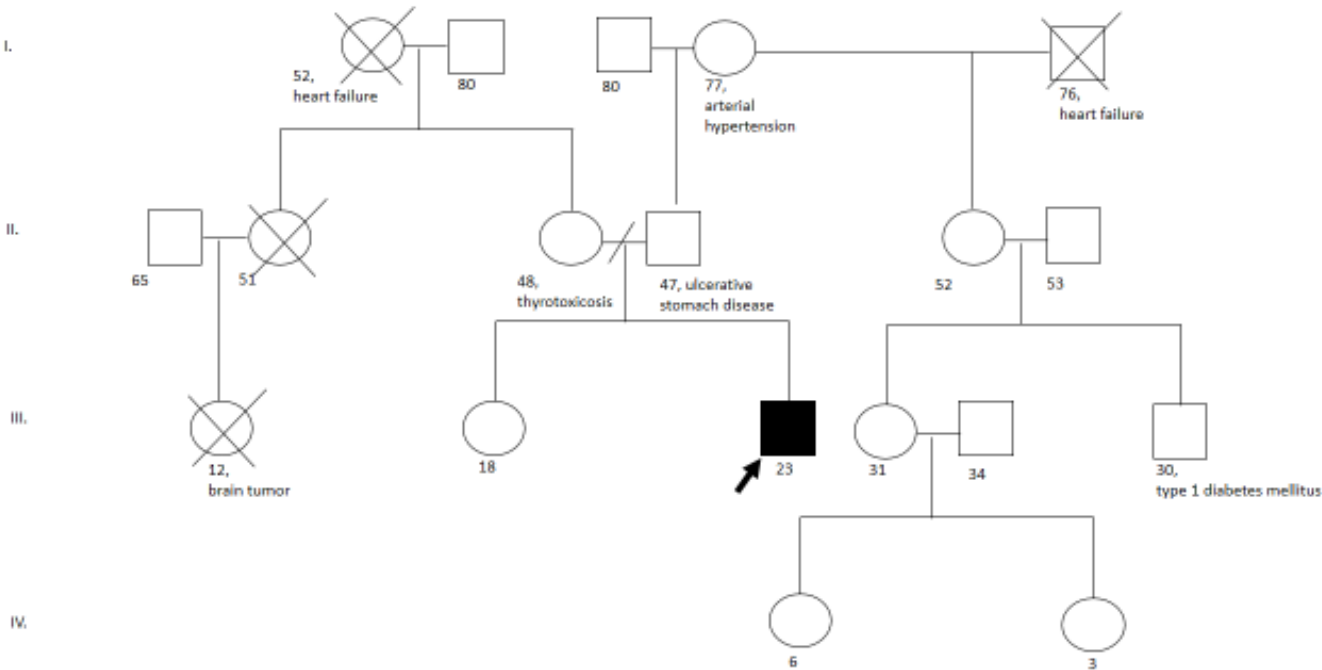 I.
52,
heart failure
80
80
77,
arterial
hypertension
76,
heart failure
II.
65
51
48,
thyrotoxicosis
47, ulcerative
stomach disease
52
53
III.
12,
brain tumor
18
23
31
34
30,
type 1 diabetes mellitus
IV.
6
3